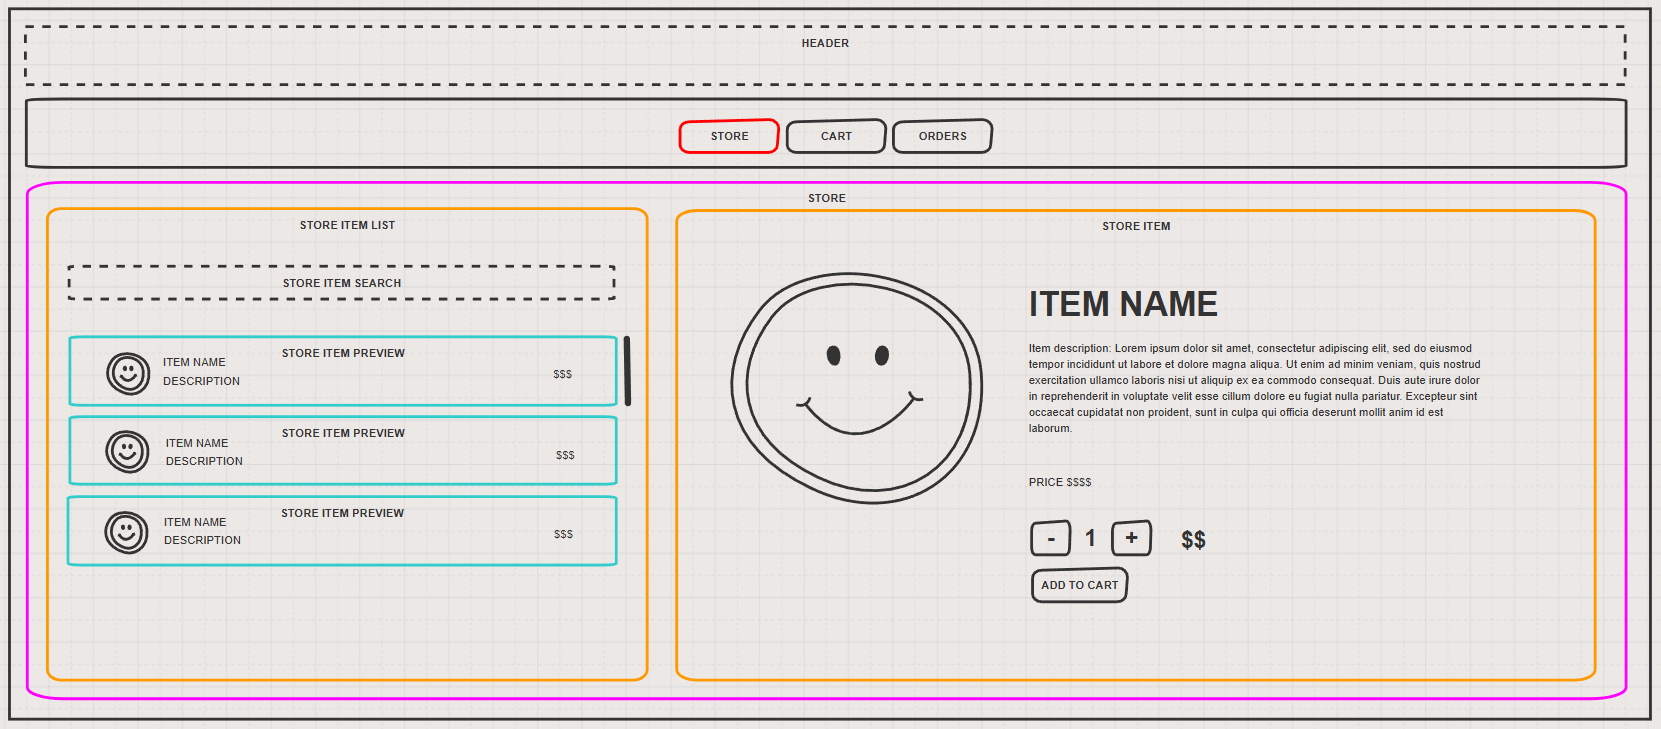 HEADER
STORE
CART
ORDERS
STORE
STORE ITEM LIST
STORE ITEM SEARCH
STORE ITEM PREVIEW
ITEM NAME
DESCRIPTION
$$$
STORE ITEM PREVIEW
ITEM NAME
DESCRIPTION
$$$
STORE ITEM PREVIEW
ITEM NAME
DESCRIPTION
$$$
STORE ITEM
ITEM NAME
Item description: Lorem ipsum dolor sit amet, consectetur adipiscing elit, sed do eiusmod
tempor incididunt ut labore et dolore magna aliqua. Ut enim ad minim veniam, quis nostrud
exercitation ullamco laboris nisi ut aliquip ex ea commodo consequat. Duis aute irure dolor
in reprehenderit in voluptate velit esse cillum dolore eu fugiat nulla pariatur. Excepteur sint
occaecat cupidatat non proident, sunt in culpa qui officia deserunt mollit anim id est
laborum.
PRICE $$$$
- 1 + $$
ADD TO CART